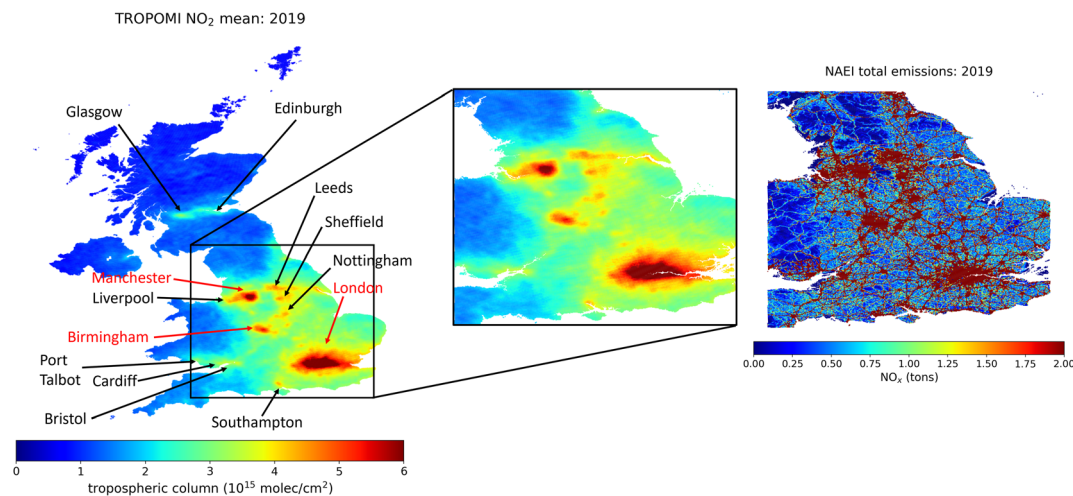 TROPOMI NO₂ mean: 2019
Glasgow
Edinburgh
Leeds
Sheffield
Nottingham
Manchester
London
Liverpool
Birmingham
Port
Talbot
Cardiff
Bristol
Southampton
0 1 2 3 4 5 6
tropospheric column (10¹⁵ molec/cm²)
NAEI total emissions: 2019
0.00 0.25 0.50 0.75 1.00 1.25 1.50 1.75 2.00
NOₓ (tons)